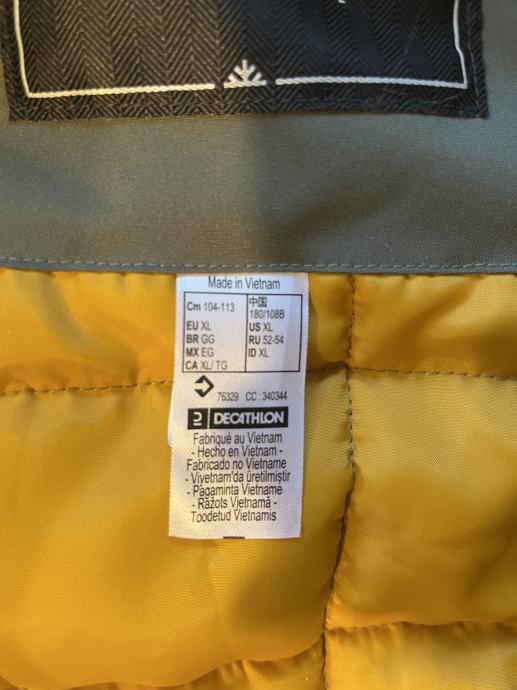 Made in Vietnam
Cm 104-113
EU XL
BR GG
MX EG
CA XL/ TG
中国
180/108B
US XL
RU 52-54
ID XL
76329 CC : 340344
DECATHLON
Fabriqué au Vietnam
- Hecho en Vietnam -
Fabricado no Vietname
- Viyetnam'da üretilmiştir
- Pagaminta Vietname
- Ražots Vjetnamā -
Toodetud Vietnamis